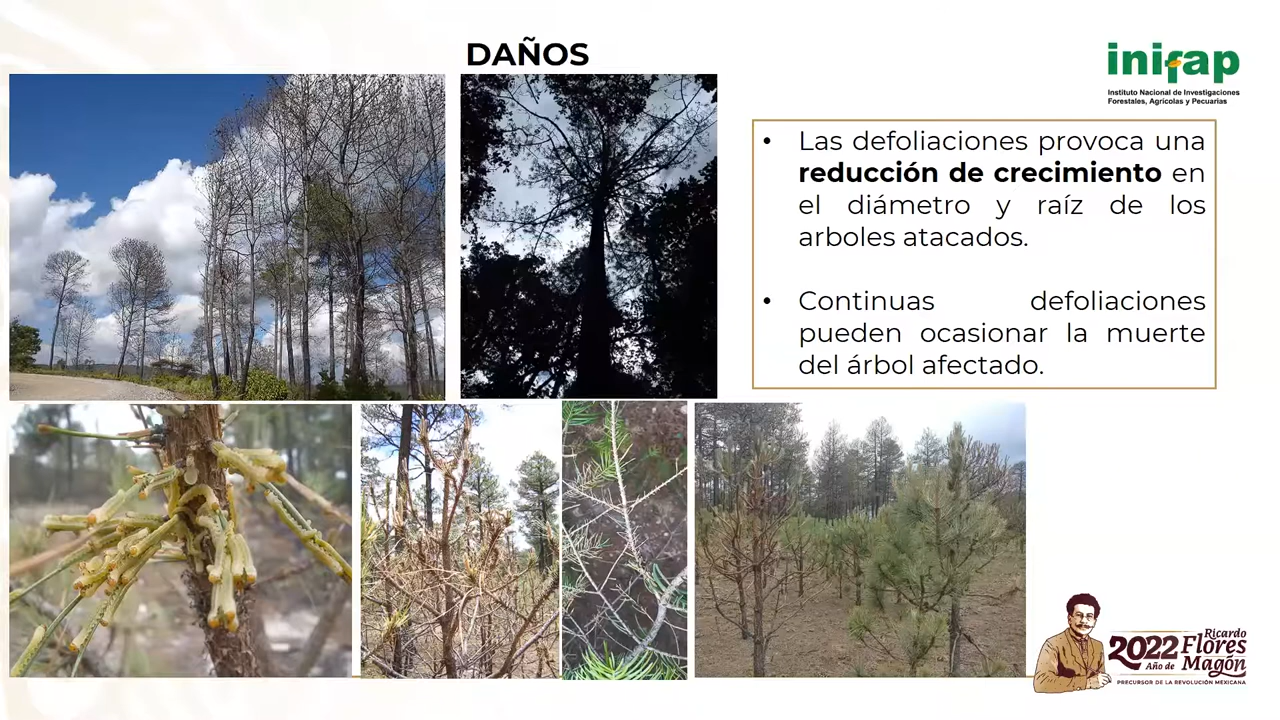 DAÑOS
inifap
Instituto Nacional de Investigaciones
Forestales, Agrícolas y Pecuarias
• Las defoliaciones provoca una
reducción de crecimiento en
el diámetro y raíz de los
arboles atacados.
• Continuas defoliaciones
pueden ocasionar la muerte
del árbol afectado.
2022 Ricardo
Flores
Año de Magón
PRECURSOR DE LA REVOLUCIÓN MEXICANA